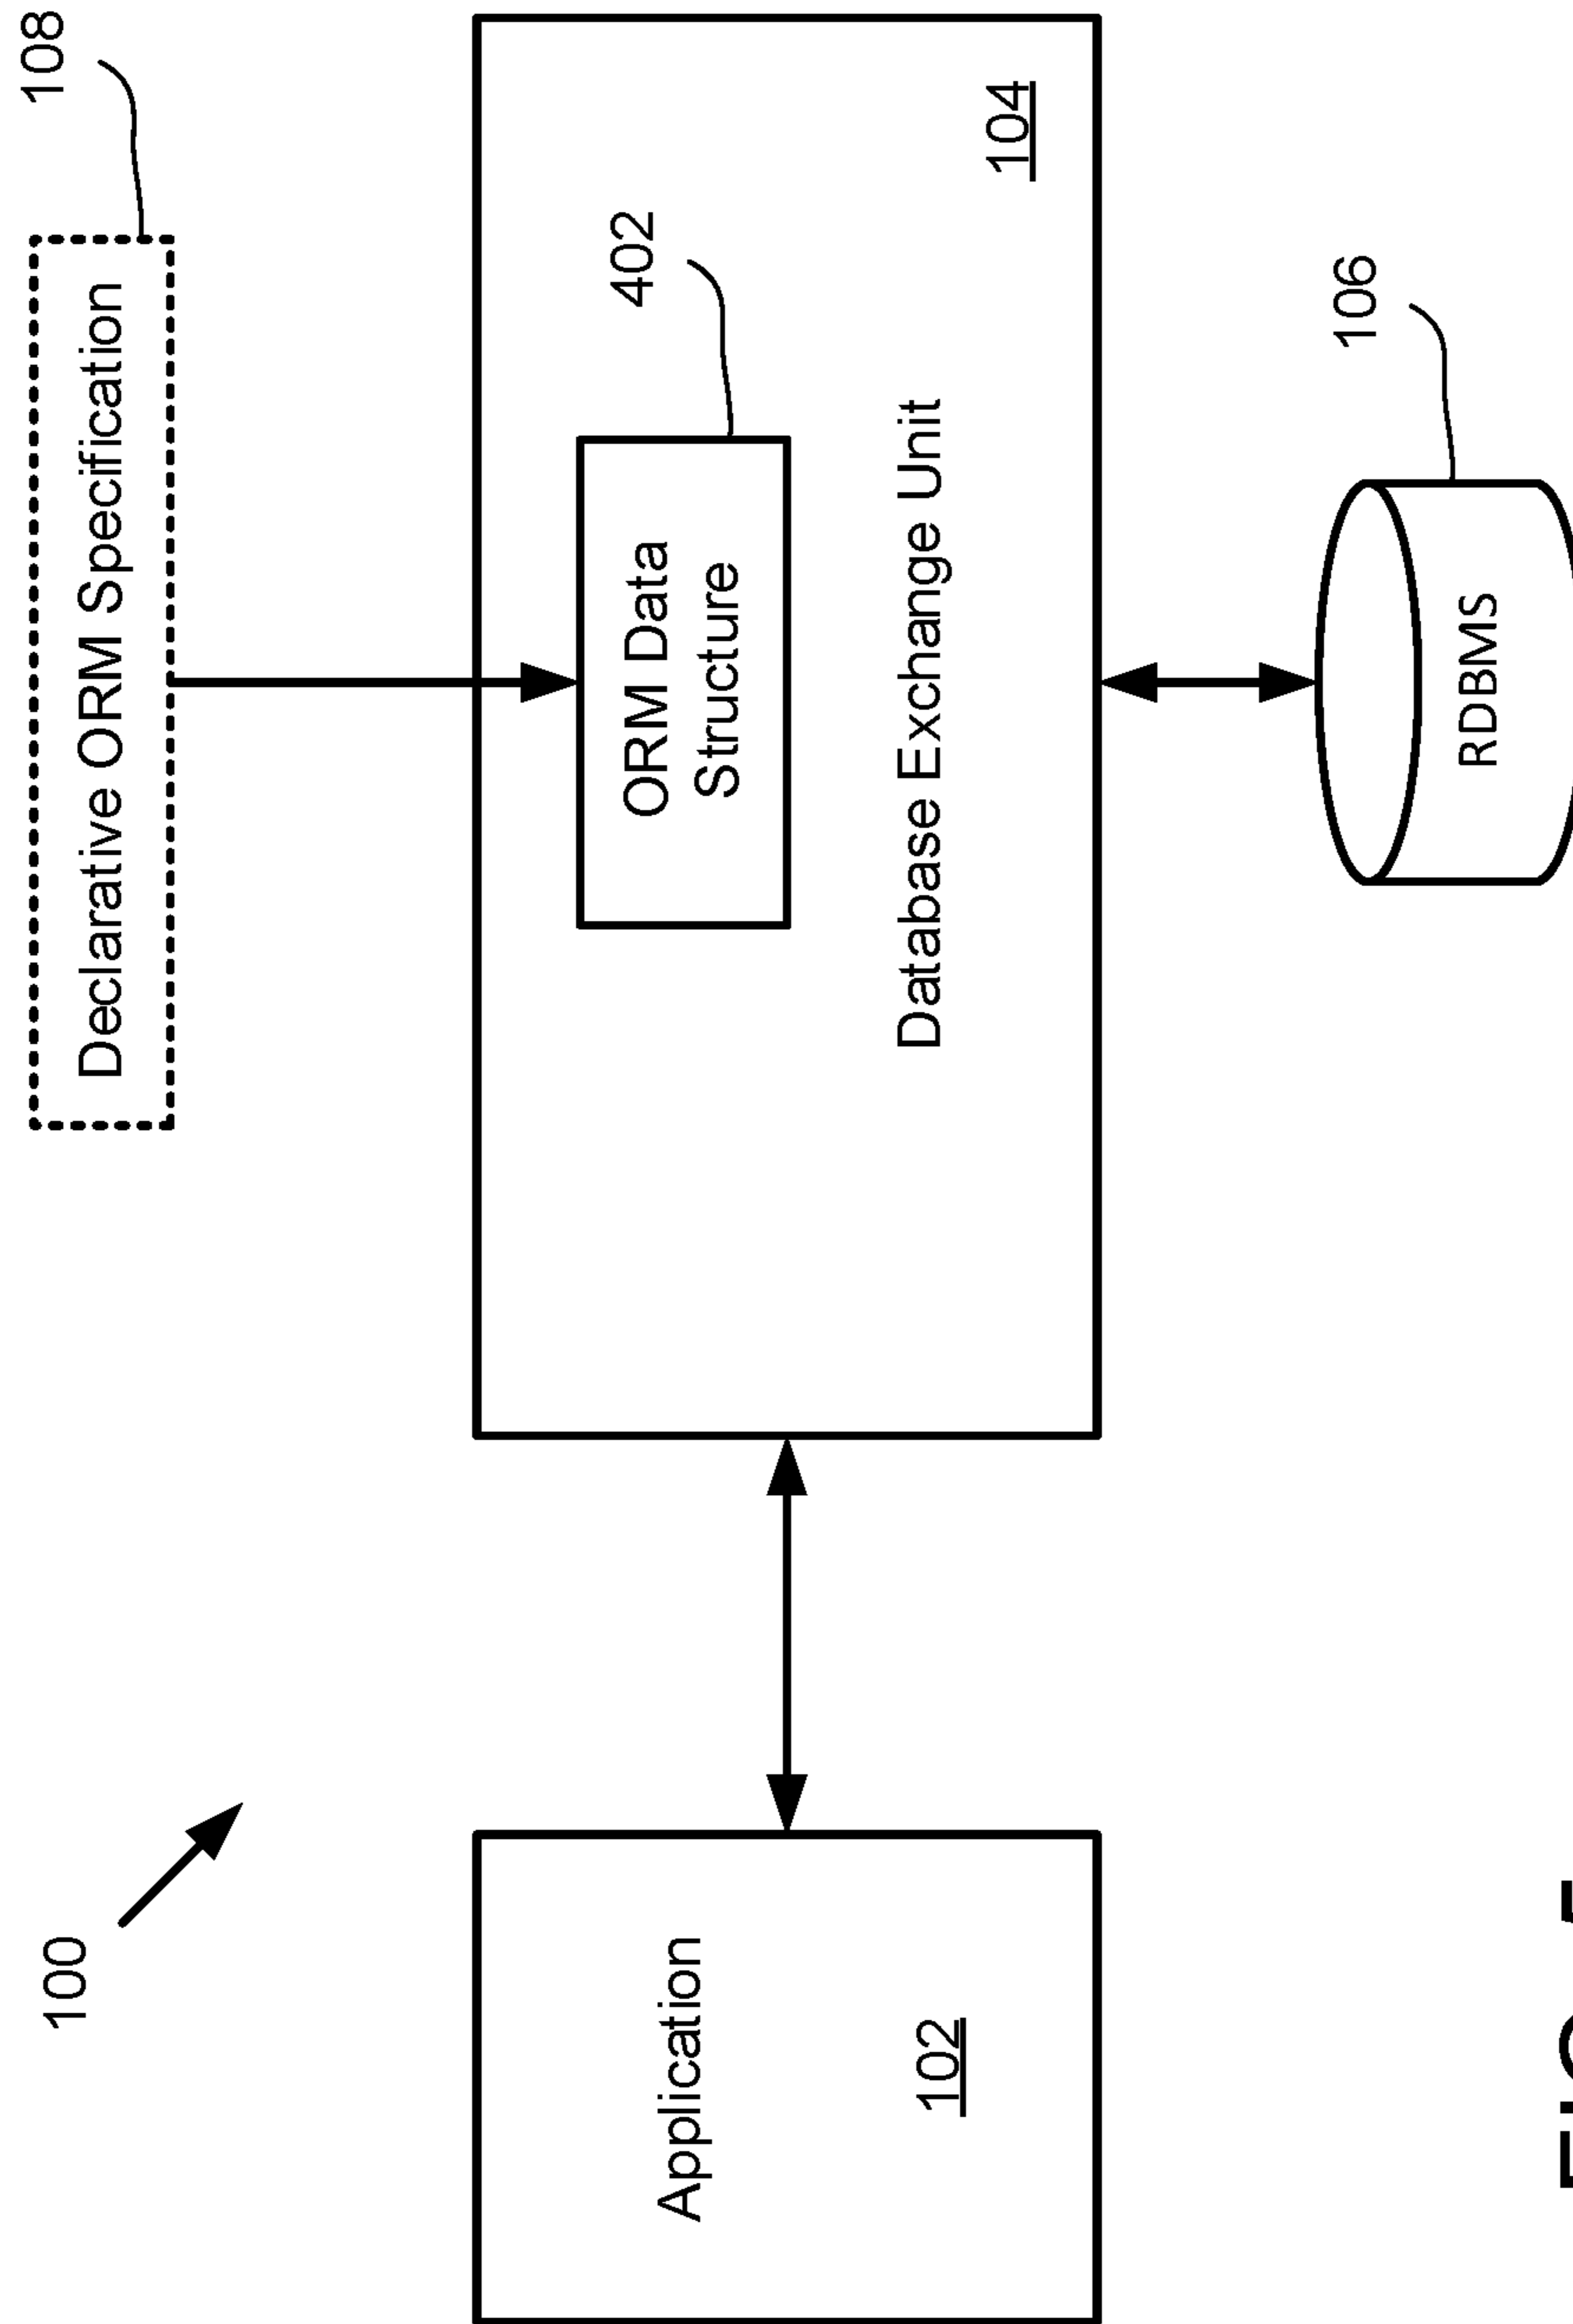 108
Declarative ORM Specification
100
402
ORM Data
Structure
Database Exchange Unit
104
Application
102
106
RDBMS